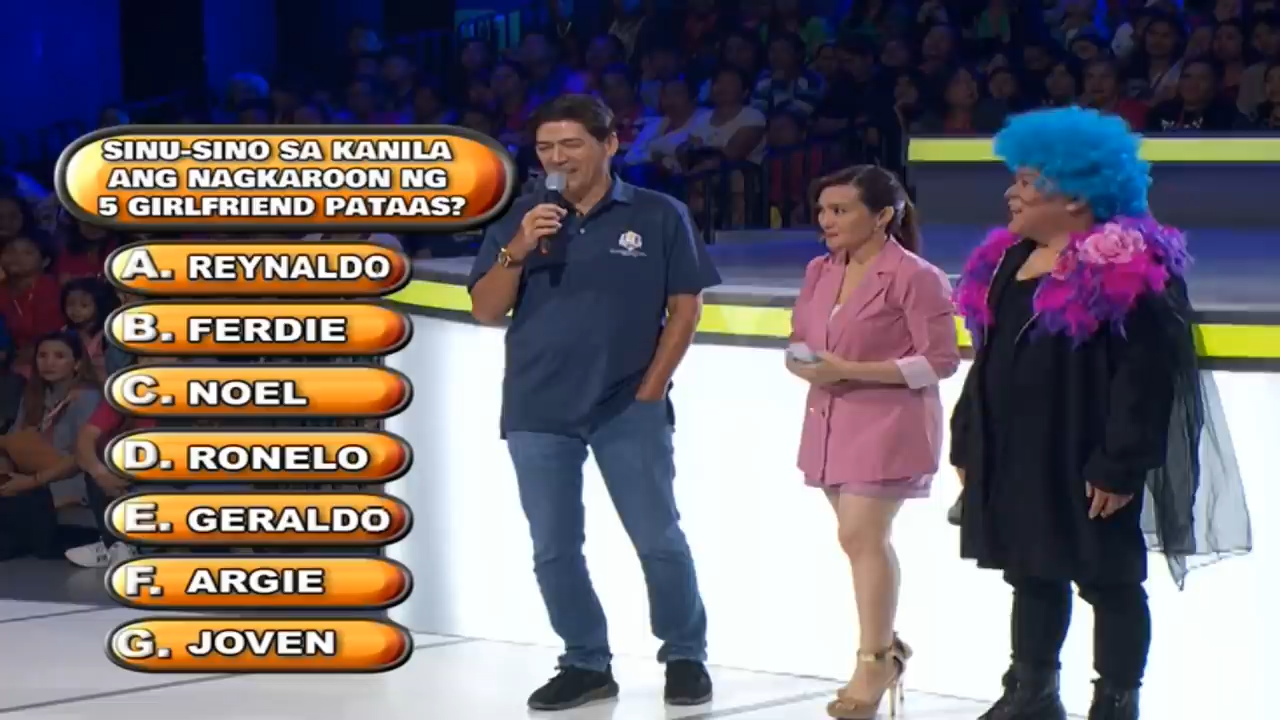 SINU-SINO SA KANILA
ANG NAGKAROON NG
5 GIRLFRIEND PATAAS?
A. REYNALDO
B. FERDIE
C. NOEL
D. RONELO
E. GERALDO
F. ARGIE
G. JOVEN